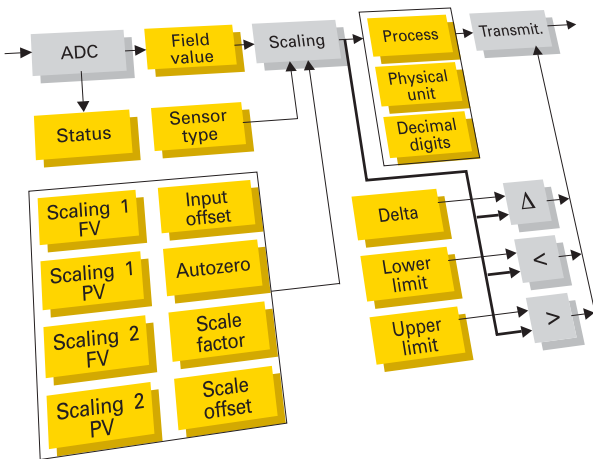 ADC
Field
value
Scaling
Process
Transmit.
Physical
unit
Decimal
digits
Status
Sensor
type
Scaling 1
FV
Input
offset
Scaling 1
PV
Autozero
Scaling 2
FV
Scale
factor
Scaling 2
PV
Scale
offset
Delta
Δ
Lower
limit
<
Upper
limit
>